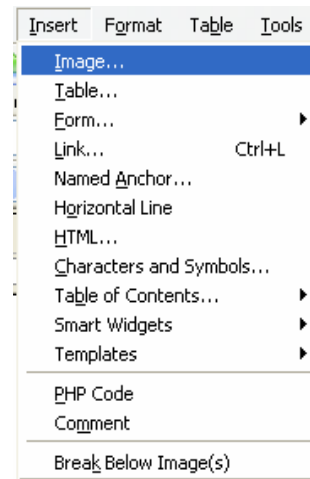 Insert Format Table Tools
Image...
Table...
Form...
Link... Ctrl+L
Named Anchor...
Horizontal Line
HTML...
Characters and Symbols...
Table of Contents...
Smart Widgets
Templates
PHP Code
Comment
Break Below Image(s)